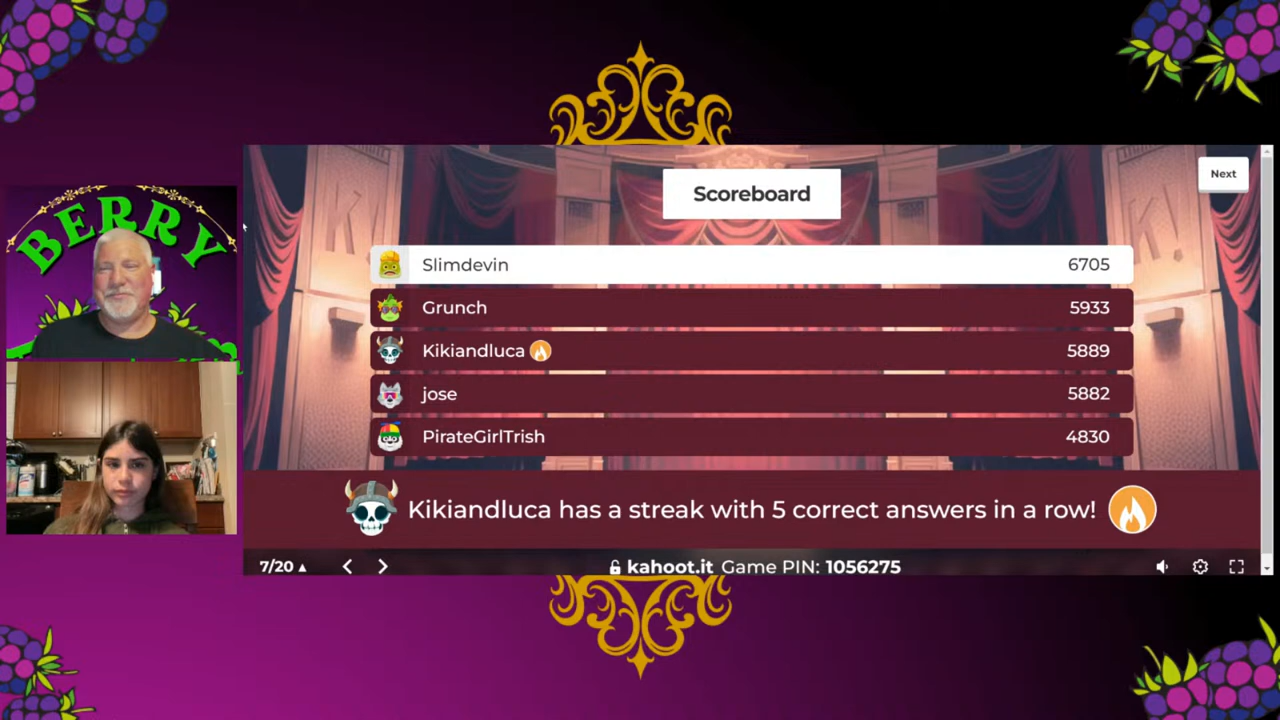 BERRY
Scoreboard
Next
Slimdevin 6705
Grunch 5933
Kikiandluca 5889
jose 5882
PirateGirlTrish 4830
Kikiandluca has a streak with 5 correct answers in a row!
7/20
kahoot.it Game PIN: 1056275
K
K!